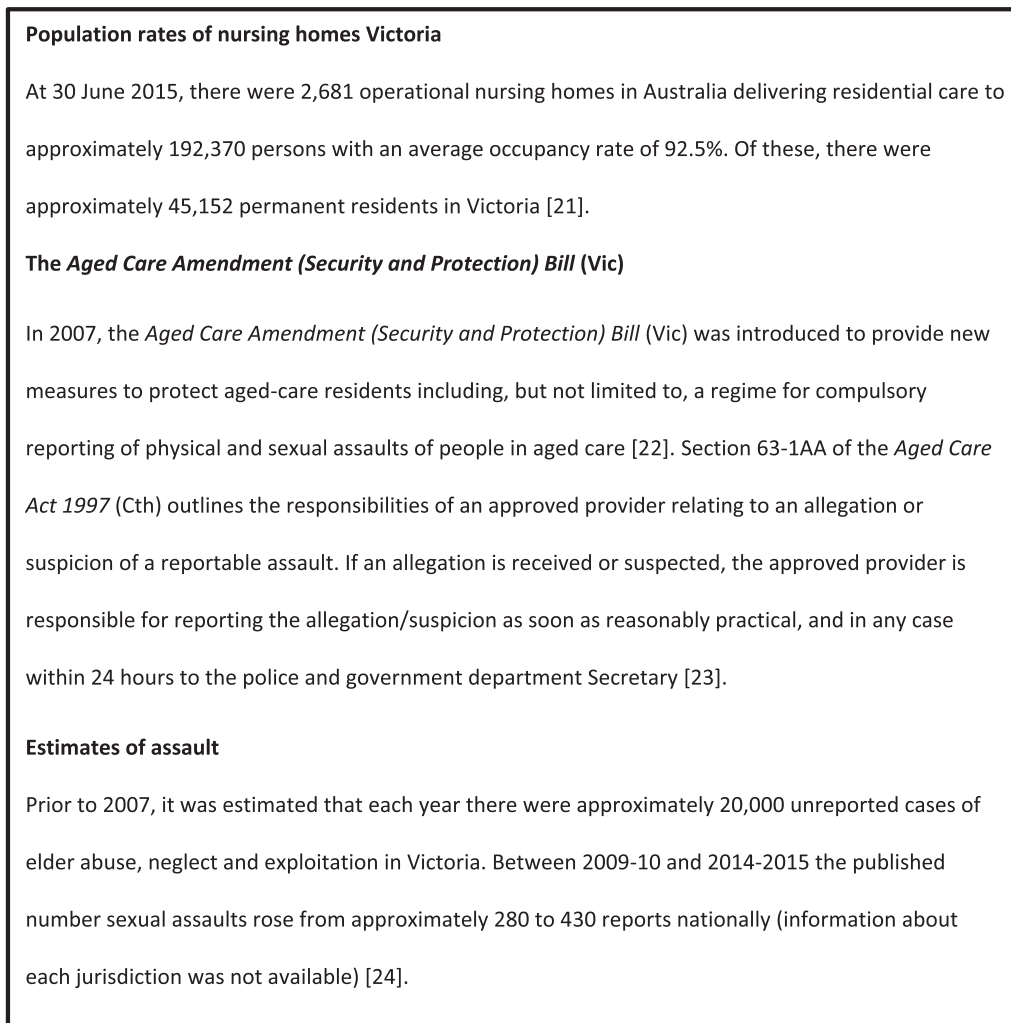 Population rates of nursing homes Victoria
At 30 June 2015, there were 2,681 operational nursing homes in Australia delivering residential care to
approximately 192,370 persons with an average occupancy rate of 92.5%. Of these, there were
approximately 45,152 permanent residents in Victoria [21].
The Aged Care Amendment (Security and Protection) Bill (Vic)
In 2007, the Aged Care Amendment (Security and Protection) Bill (Vic) was introduced to provide new
measures to protect aged-care residents including, but not limited to, a regime for compulsory
reporting of physical and sexual assaults of people in aged care [22]. Section 63-1AA of the Aged Care
Act 1997 (Cth) outlines the responsibilities of an approved provider relating to an allegation or
suspicion of a reportable assault. If an allegation is received or suspected, the approved provider is
responsible for reporting the allegation/suspicion as soon as reasonably practical, and in any case
within 24 hours to the police and government department Secretary [23].
Estimates of assault
Prior to 2007, it was estimated that each year there were approximately 20,000 unreported cases of
elder abuse, neglect and exploitation in Victoria. Between 2009-10 and 2014-2015 the published
number sexual assaults rose from approximately 280 to 430 reports nationally (information about
each jurisdiction was not available) [24].